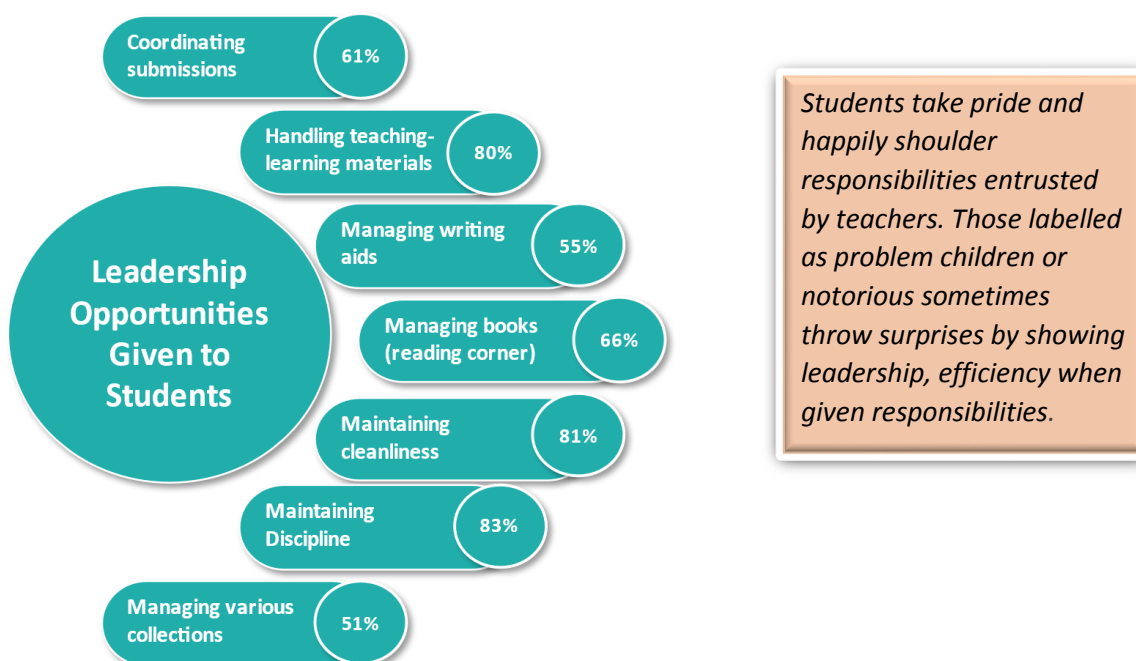 Coordinating
submissions
61%
Handling teaching-
learning materials
80%
Managing writing
aids
55%
Leadership
Opportunities
Given to
Students
Managing books
(reading corner)
66%
Maintaining
cleanliness
81%
Maintaining
Discipline
83%
Managing various
collections
51%
Students take pride and
happily shoulder
responsibilities entrusted
by teachers. Those labelled
as problem children or
notorious sometimes
throw surprises by showing
leadership, efficiency when
given responsibilities.